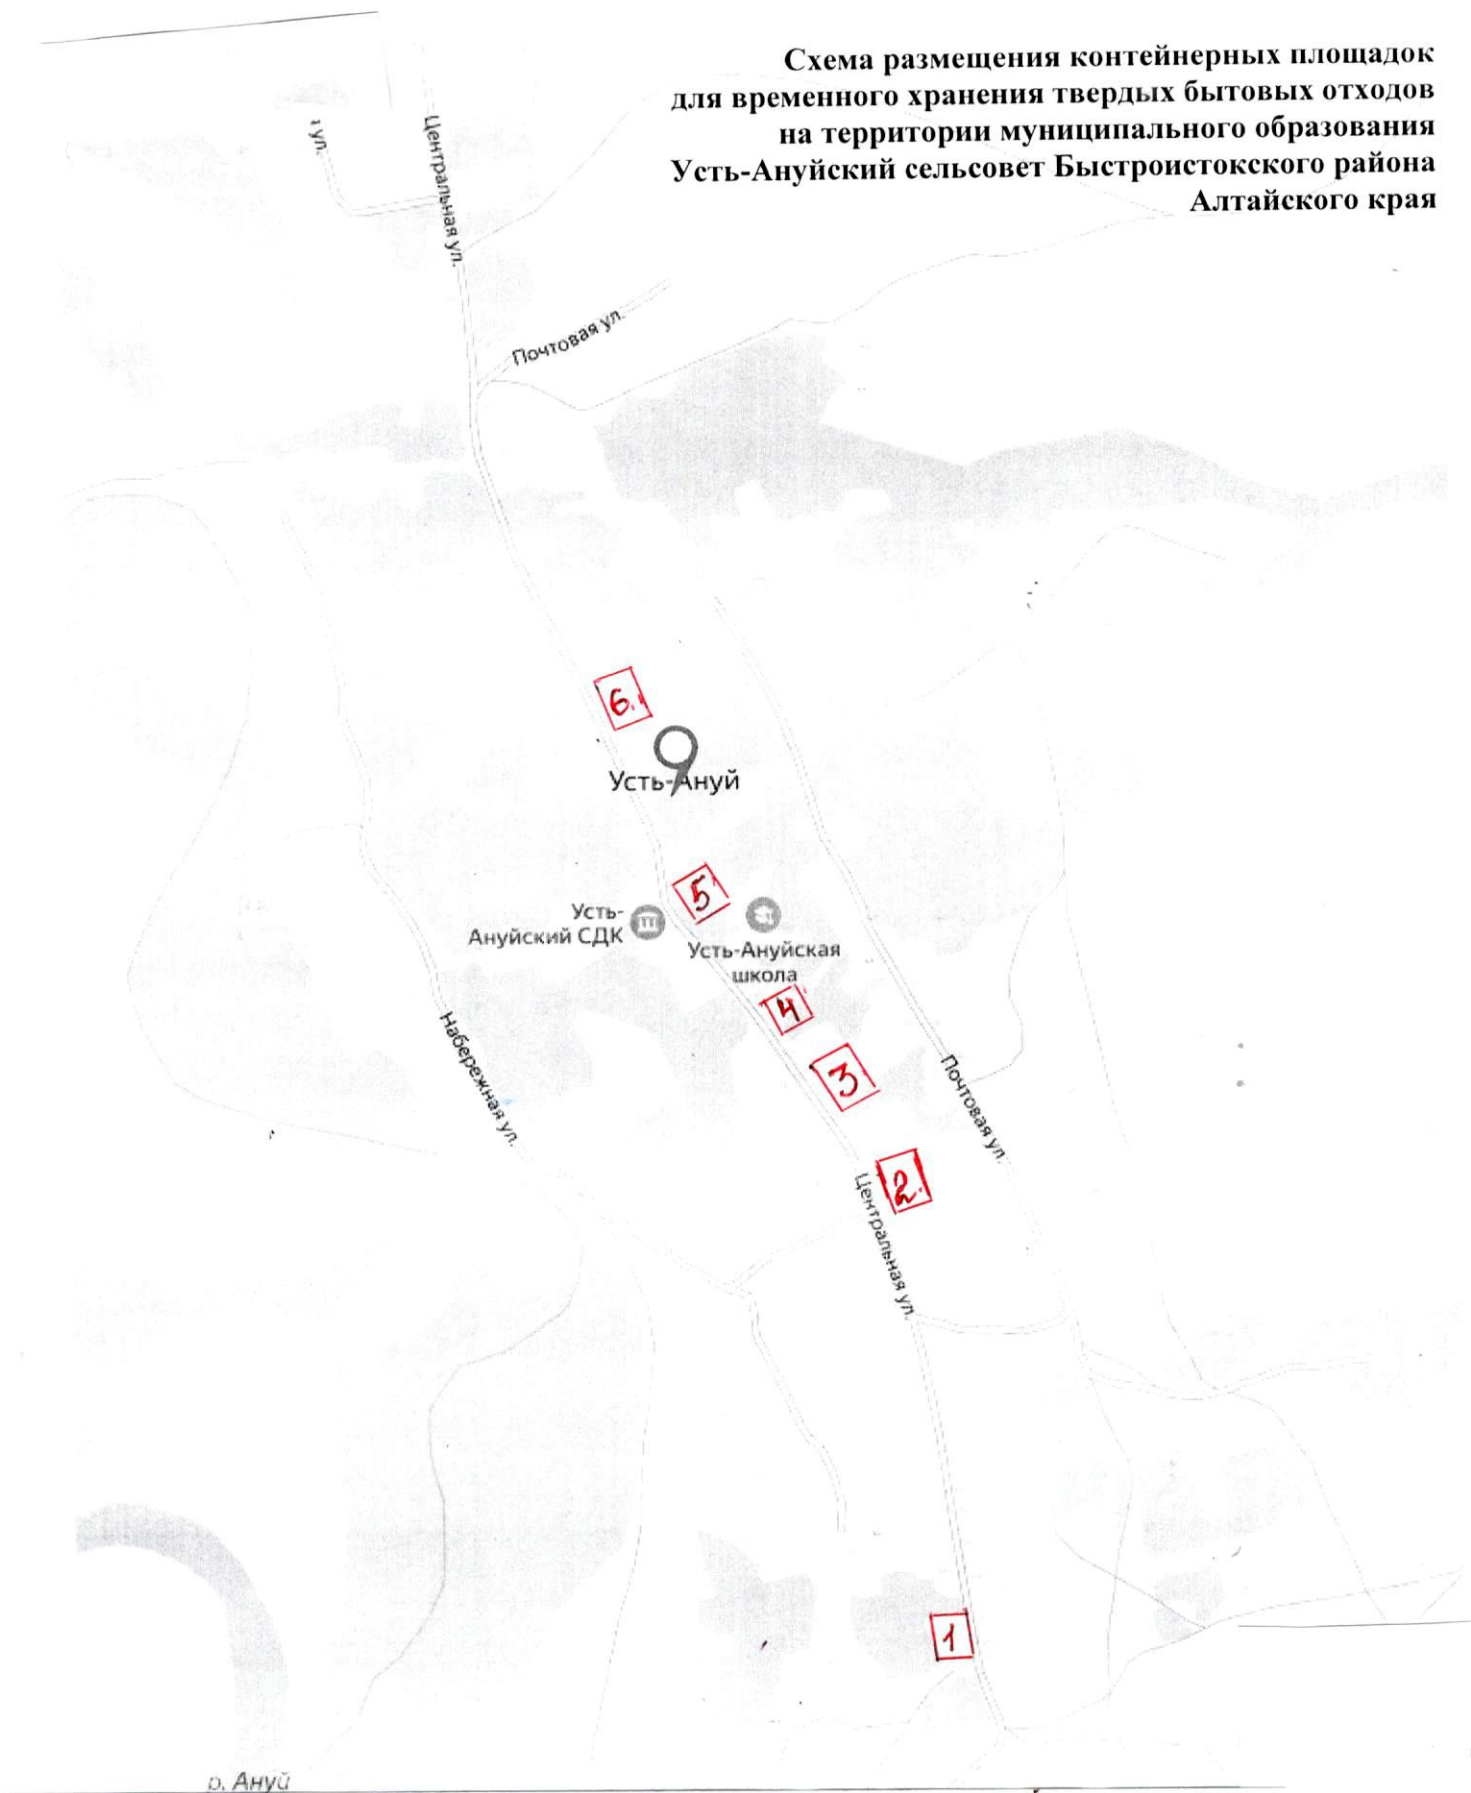 Схема размещения контейнерных площадок
для временного хранения твердых бытовых отходов
на территории муниципального образования
Усть-Ануйский сельсовет Быстроистокского района
Алтайского края
ул.
Центральная ул.
Почтовая ул.
6.
Усть-Ануй
5
Усть-
Ануйский СДК
Усть-Ануйская
школа
4
3
Набережная ул.
Почтовая ул.
2.
Центральная ул.
1
р. Ануй